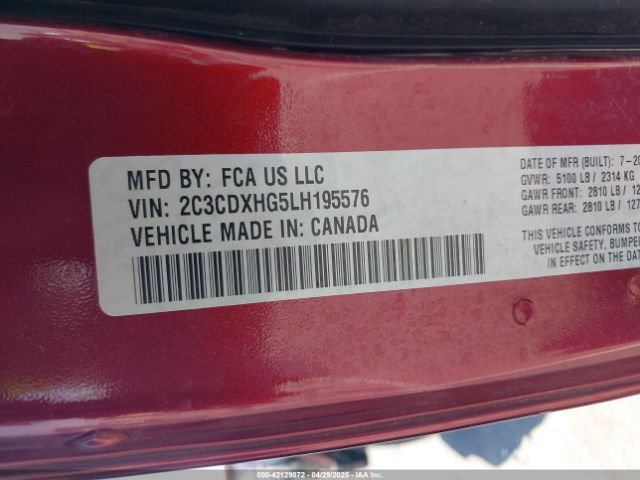 MFD BY: FCA US LLC
VIN: 2C3CDXHG5LH195576
VEHICLE MADE IN: CANADA
DATE OF MFR (BUILT): 7-20
GVWR: 5100 LB / 2314 KG
GAWR FRONT: 2810 LB / 12
GAWR REAR: 2810 LB / 127
THIS VEHICLE CONFORMS TO
VEHICLE SAFETY, BUMPE
IN EFFECT ON THE DAT
000-42129872 - 04/29/2025 - IAA Inc.